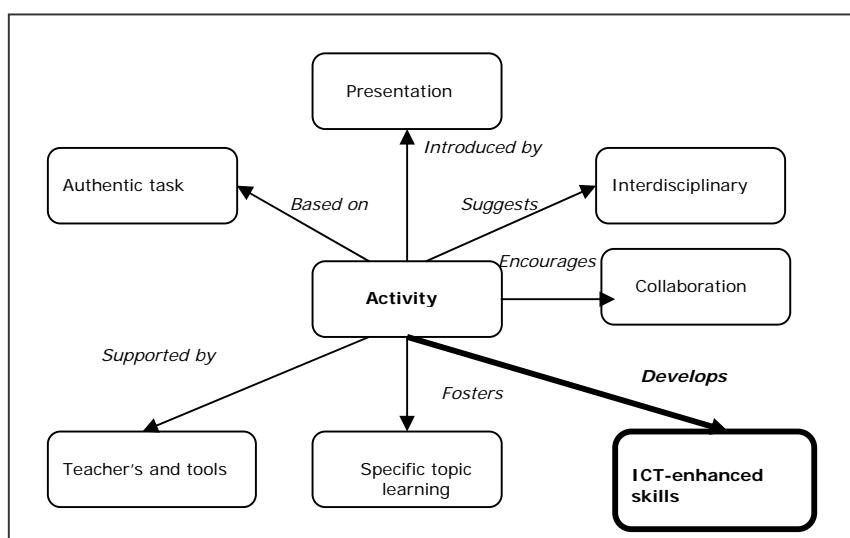 Presentation
Introduced by
Authentic task
Interdisciplinary
Based on
Suggests
Encourages
Activity
Collaboration
Supported by
Develops
Fosters
Teacher's and tools
Specific topic
learning
ICT-enhanced
skills